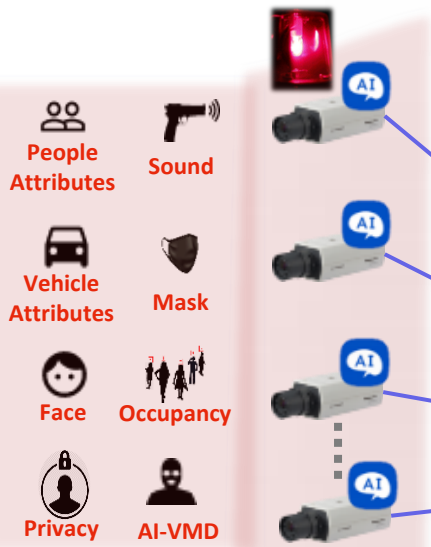 AI
People
Attributes
Sound
AI
Vehicle
Attributes
Mask
AI
Face
Occupancy
AI
Privacy
AI-VMD